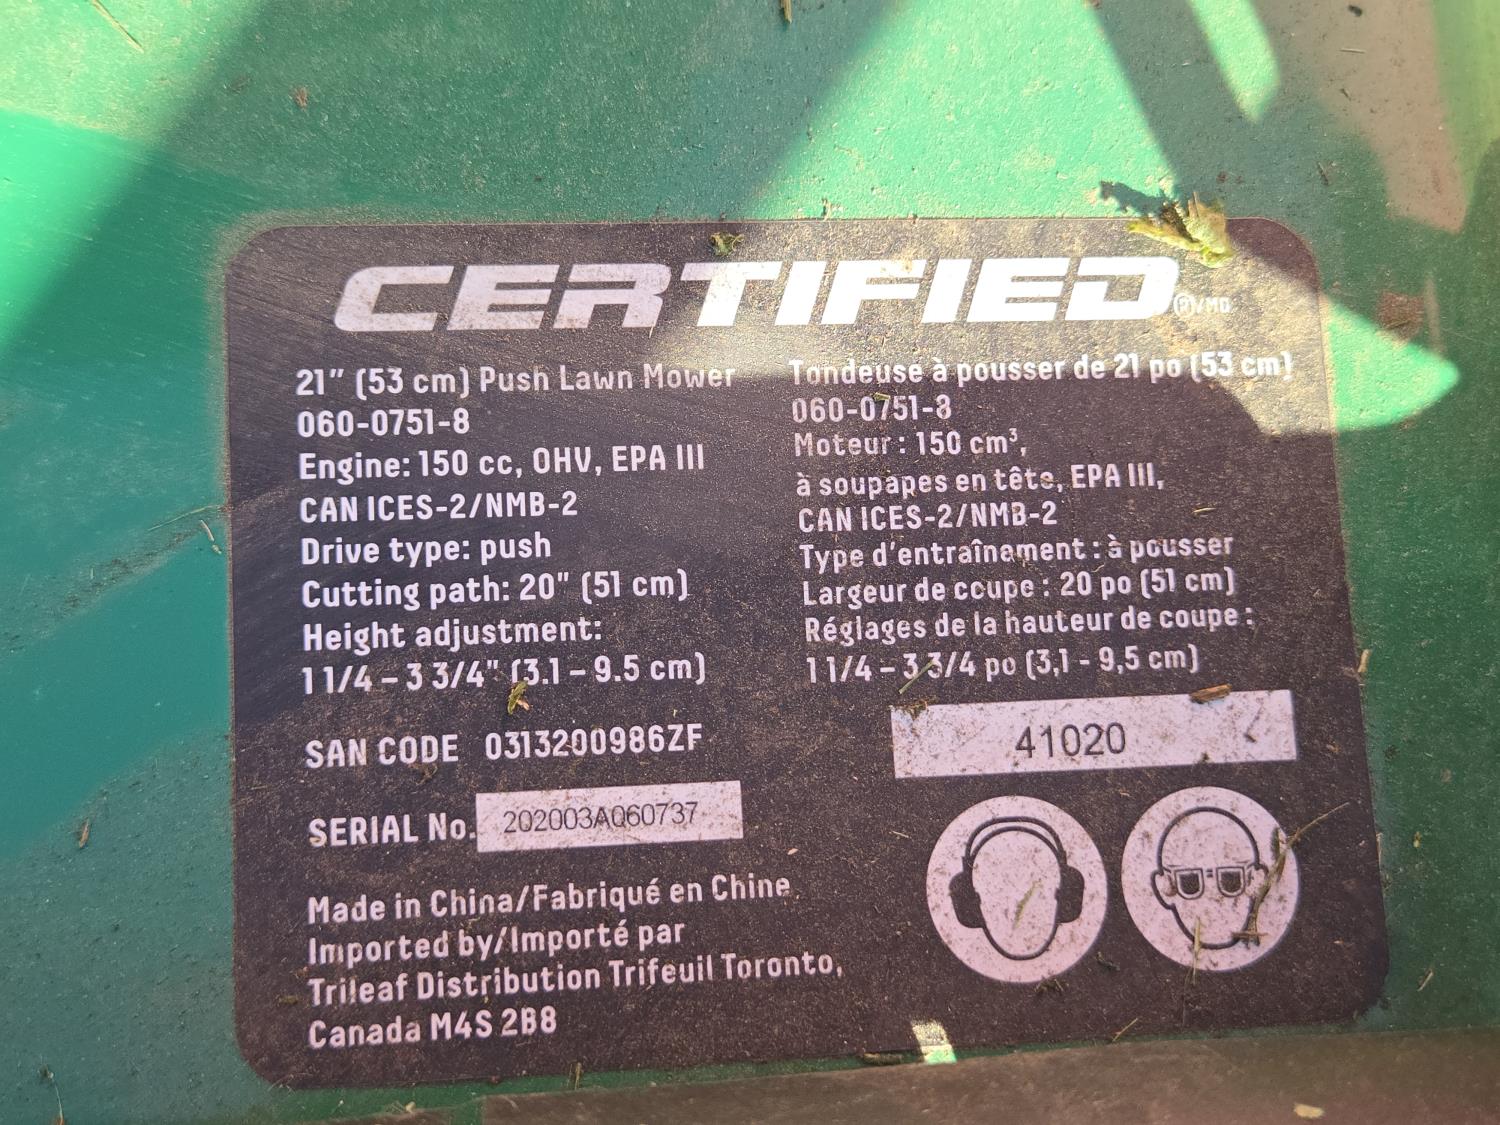 CERTIFIED ®/MD
21" (53 cm) Push Lawn Mower
060-0751-8
Engine: 150 cc, OHV, EPA III
CAN ICES-2/NMB-2
Drive type: push
Cutting path: 20" (51 cm)
Height adjustment:
1 1/4 – 3 3/4" (3.1 – 9.5 cm)
Tondeuse à pousser de 21 po (53 cm)
060-0751-8
Moteur : 150 cm³,
à soupapes en tête, EPA III,
CAN ICES-2/NMB-2
Type d'entraînement : à pousser
Largeur de coupe : 20 po (51 cm)
Réglages de la hauteur de coupe :
1 1/4 – 3 3/4 po (3,1 - 9,5 cm)
SAN CODE 0313200986ZF
41020
SERIAL No. 202003A060737
Made in China/Fabriqué en Chine
Imported by/Importé par
Trileaf Distribution Trifeuil Toronto,
Canada M4S 2B8